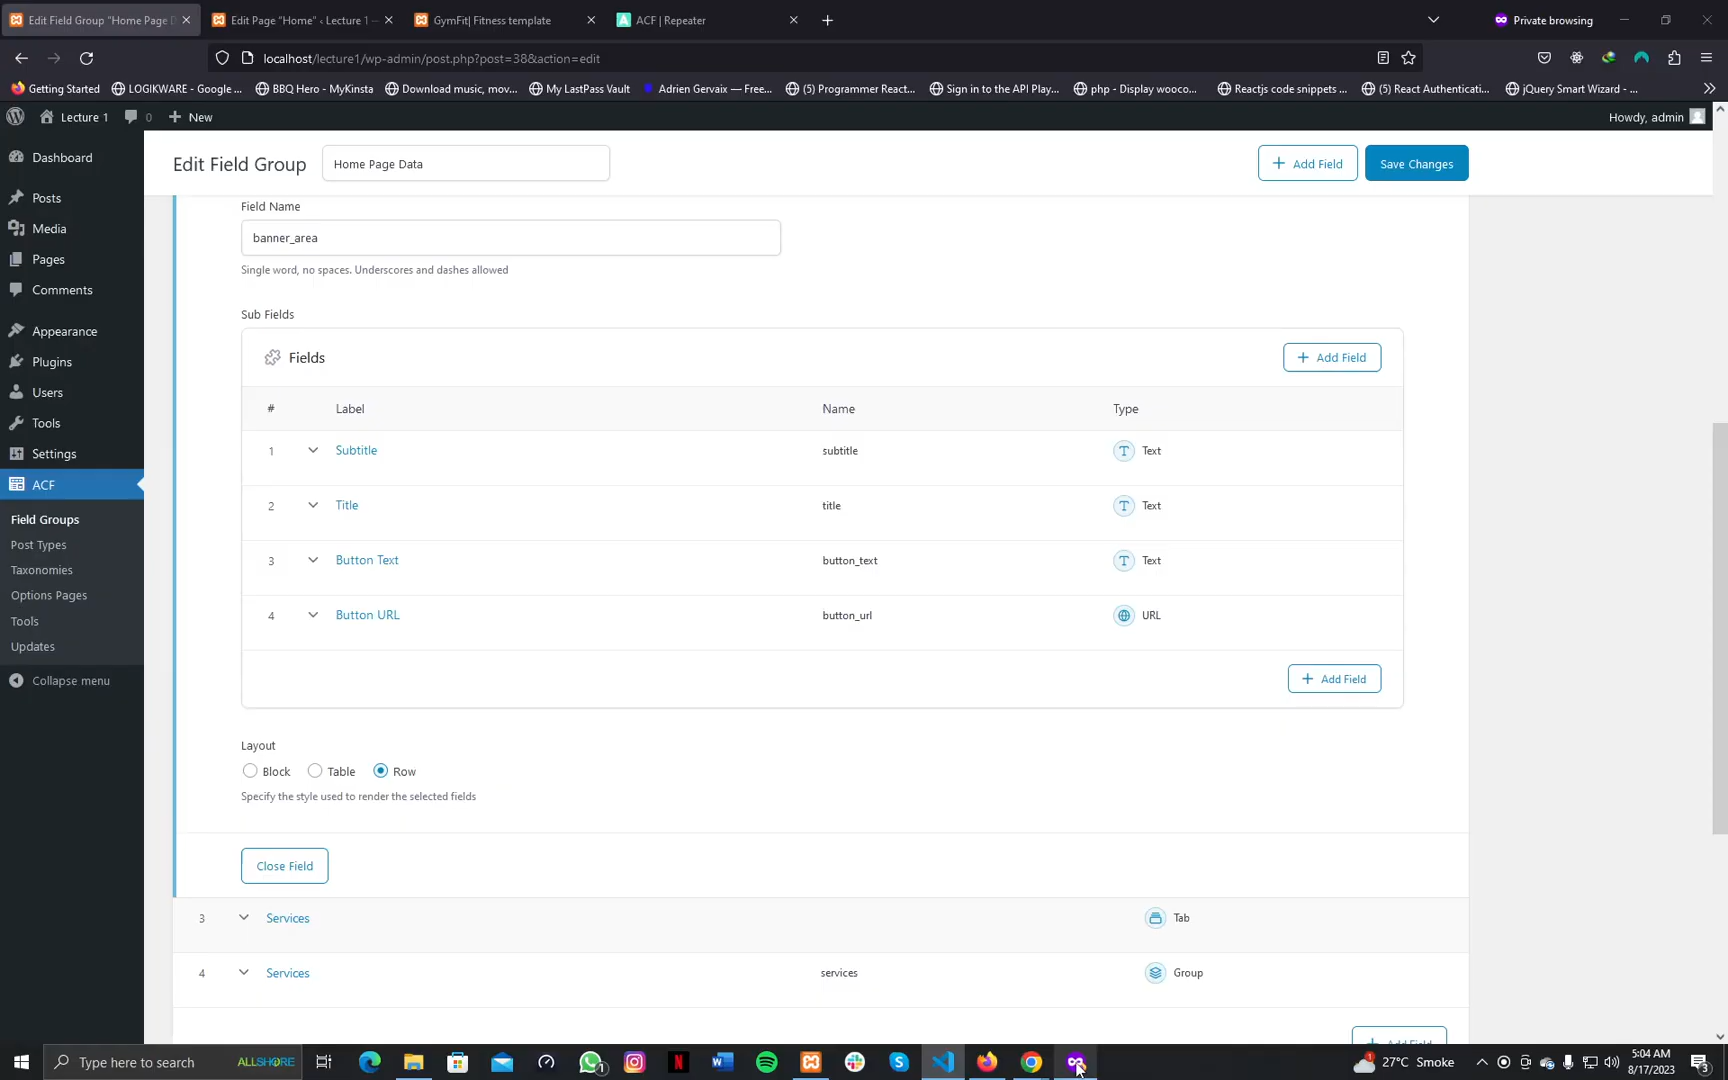 Edit Field Group "Home Page D
Edit Page "Home" ‹ Lecture 1 —
GymFit| Fitness template
ACF | Repeater
Private browsing
localhost/lecture1/wp-admin/post.php?post=38&action=edit
Getting Started
LOGIKWARE - Google ...
BBQ Hero - MyKinsta
Download music, mov...
My LastPass Vault
Adrien Gervaix — Free...
(5) Programmer React...
Sign in to the API Play...
php - Display wooco...
Reactjs code snippets ...
(5) React Authenticati...
jQuery Smart Wizard - ...
Lecture 1
0
New
Howdy, admin
Dashboard
Posts
Media
Pages
Comments
Appearance
Plugins
Users
Tools
Settings
ACF
Field Groups
Post Types
Taxonomies
Options Pages
Tools
Updates
Collapse menu
Edit Field Group
Home Page Data
+ Add Field
Save Changes
Field Name
banner_area
Single word, no spaces. Underscores and dashes allowed
Sub Fields
Fields
+ Add Field
# Label Name Type
1 Subtitle subtitle T Text
2 Title title T Text
3 Button Text button_text T Text
4 Button URL button_url URL
+ Add Field
Layout
Block Table Row
Specify the style used to render the selected fields
Close Field
3 Services Tab
4 Services services Group
+ Add Field
Type here to search
ALLSHORE
1
1
27°C Smoke
5:04 AM
8/17/2023
3